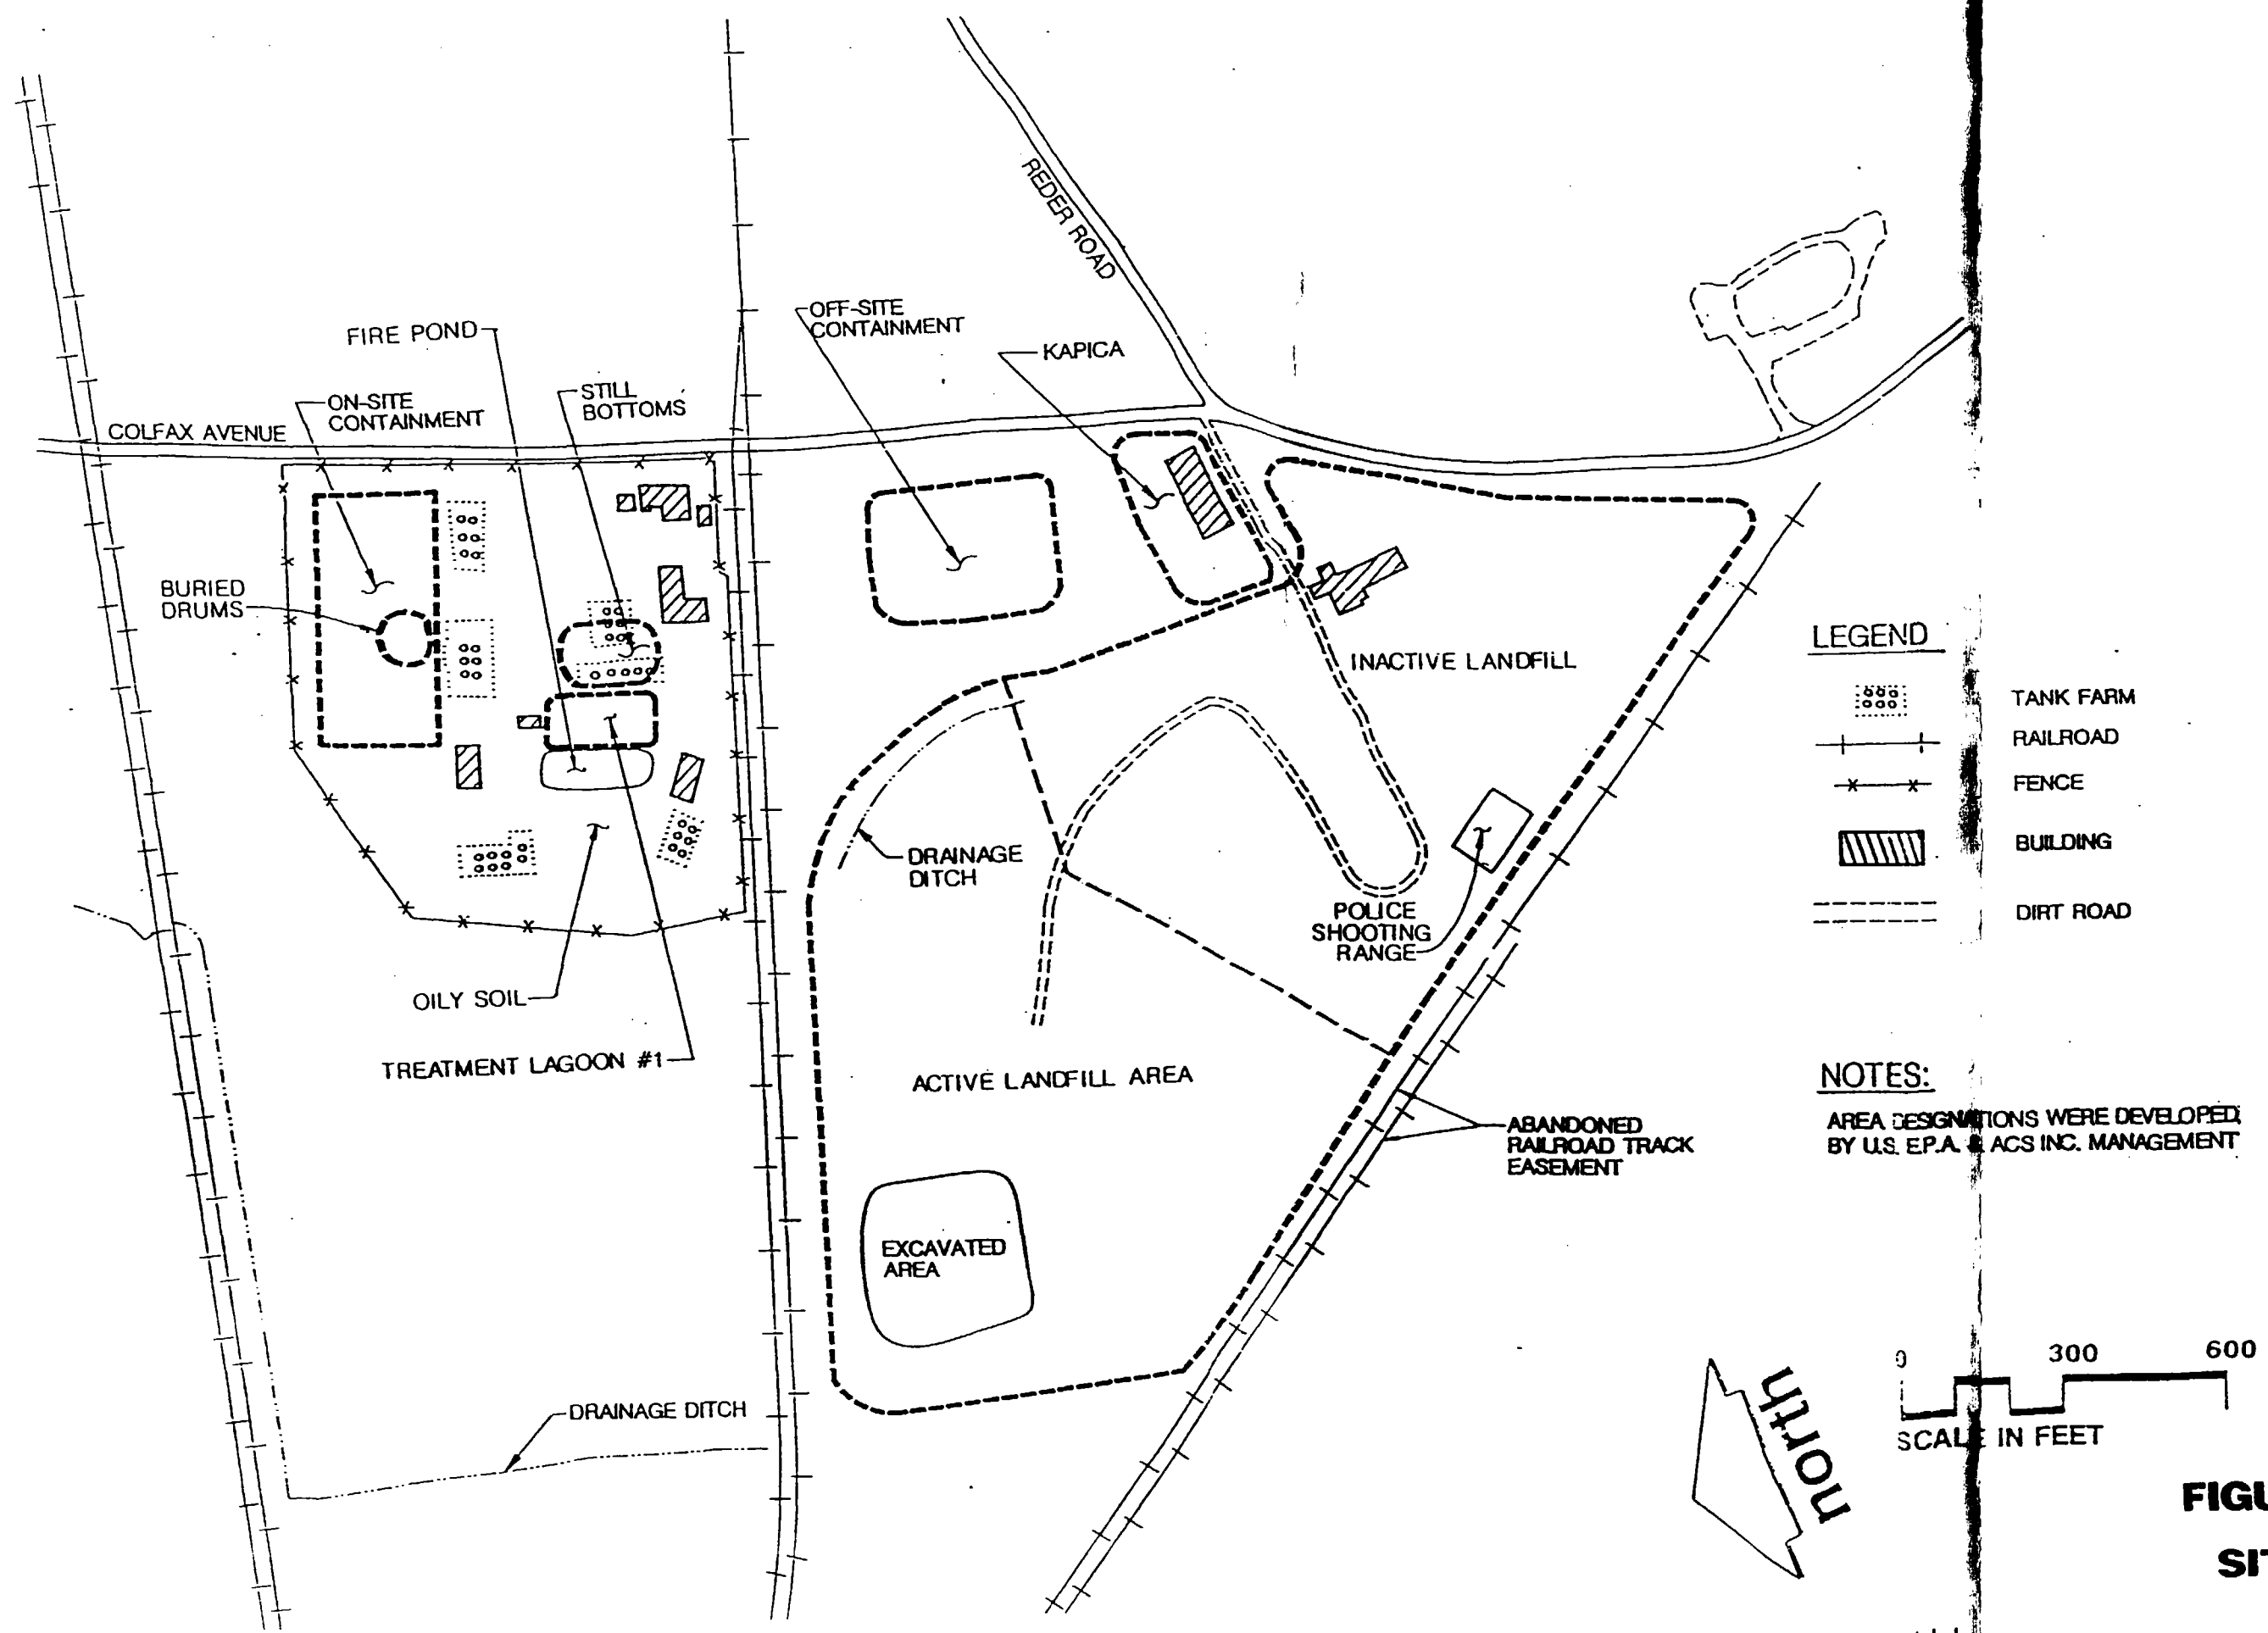 REDER ROAD
OFF-SITE
CONTAINMENT
FIRE POND
KAPICA
STILL
BOTTOMS
ON-SITE
CONTAINMENT
COLFAX AVENUE
BURIED
DRUMS
INACTIVE LANDFILL
LEGEND
TANK FARM
RAILROAD
FENCE
BUILDING
DIRT ROAD
DRAINAGE
DITCH
POLICE
SHOOTING
RANGE
OILY SOIL
TREATMENT LAGOON #1
ACTIVE LANDFILL AREA
ABANDONED
RAILROAD TRACK
EASEMENT
NOTES:
AREA DESIGNATIONS WERE DEVELOPED
BY U.S. E.P.A. & ACS INC. MANAGEMENT
EXCAVATED
AREA
DRAINAGE DITCH
north
0 300 600
SCALE IN FEET